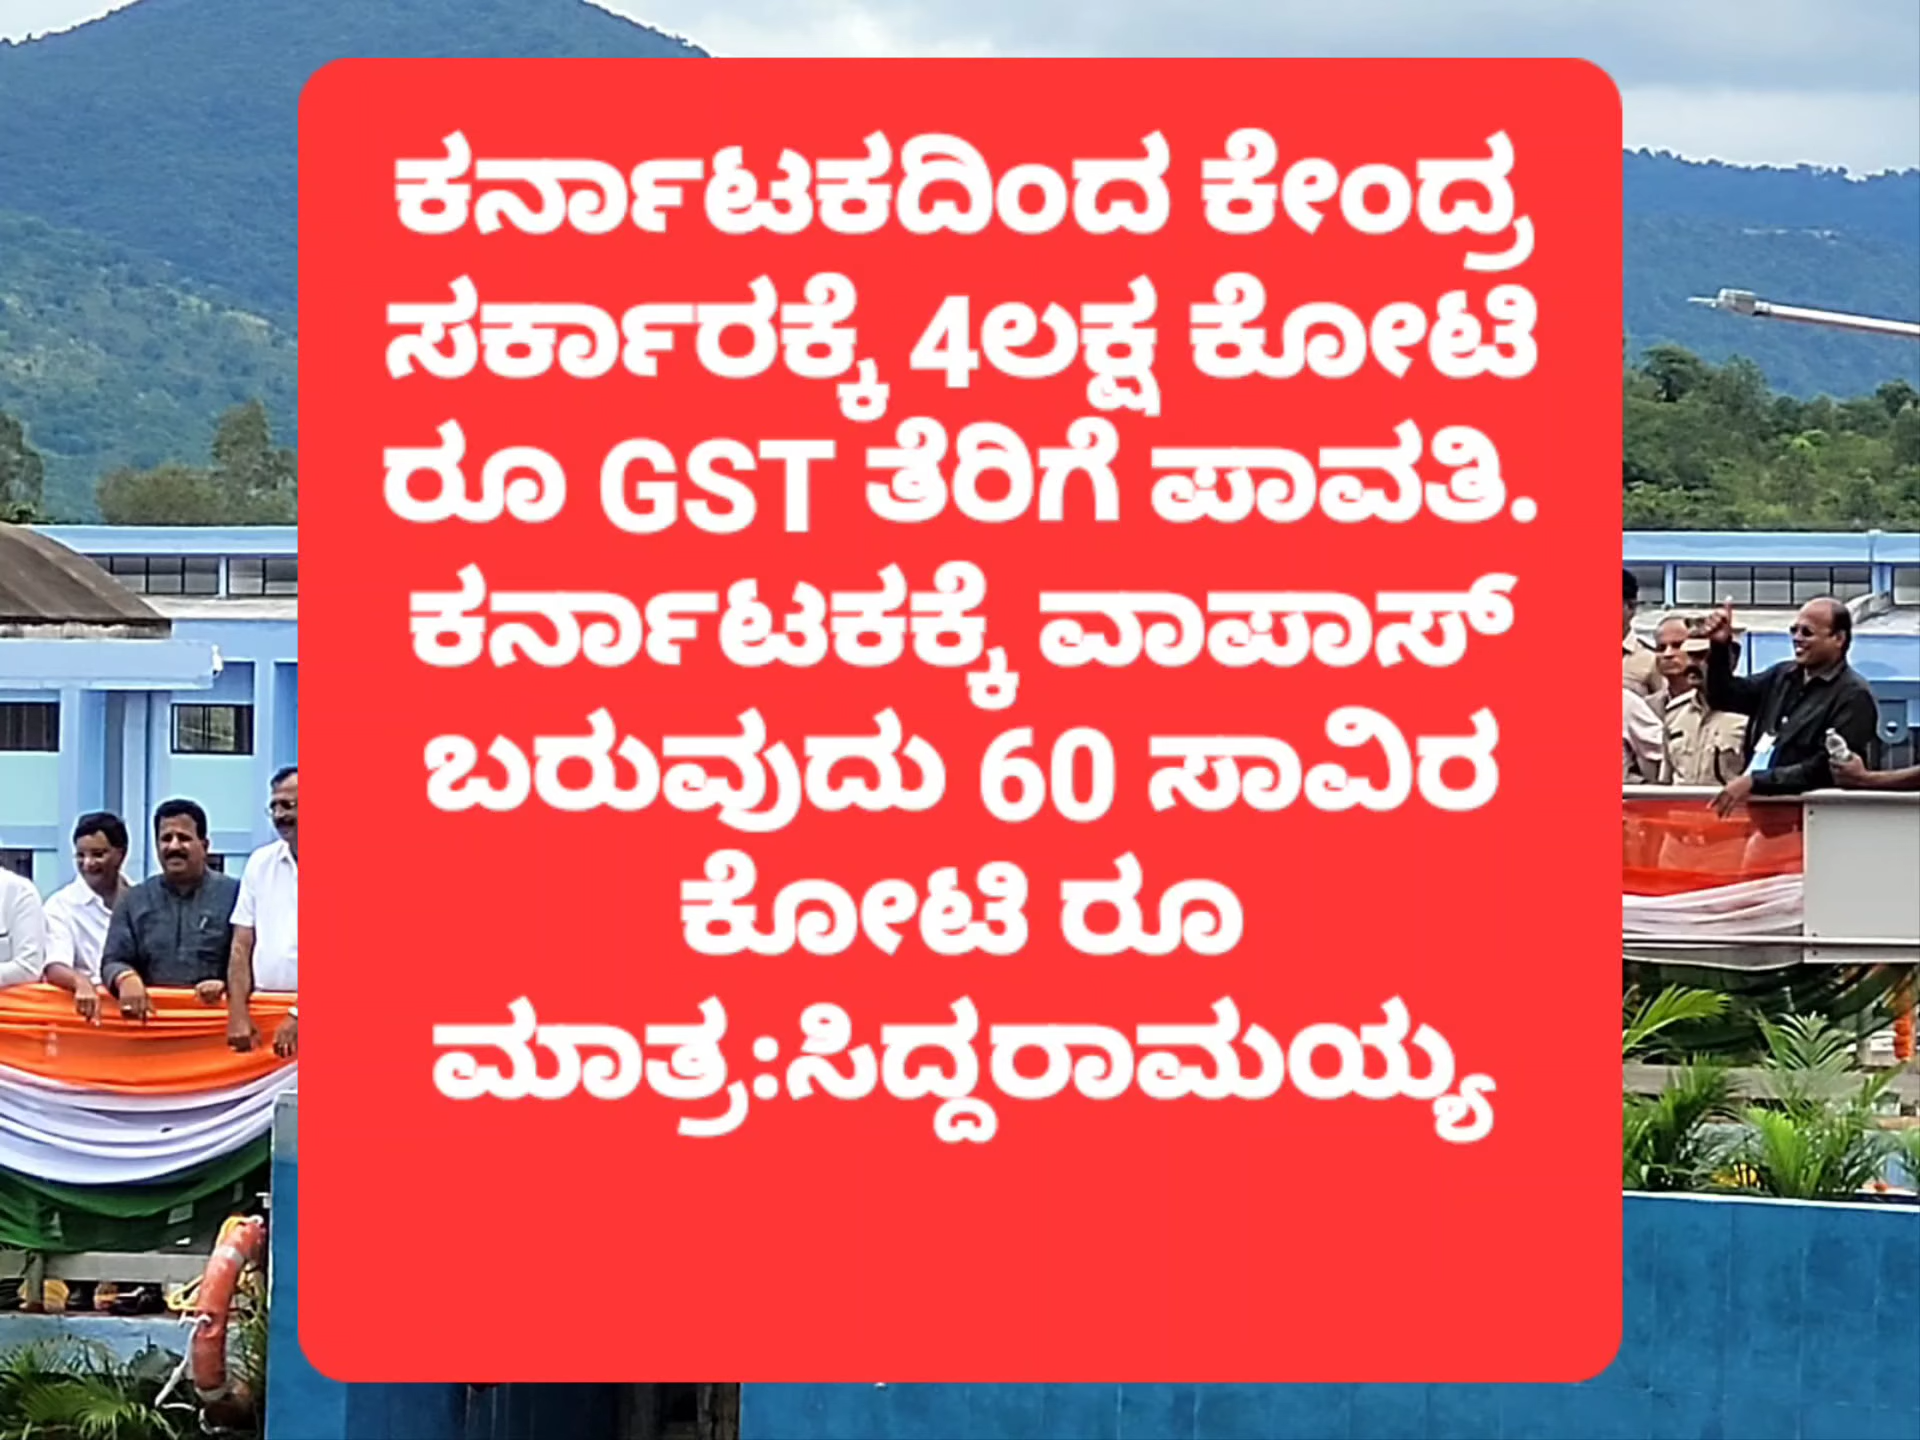 ಕರ್ನಾಟಕದಿಂದ ಕೇಂದ್ರ
ಸರ್ಕಾರಕ್ಕೆ 4ಲಕ್ಷ ಕೋಟಿ
ರೂ GST ತೆರಿಗೆ ಪಾವತಿ.
ಕರ್ನಾಟಕಕ್ಕೆ ವಾಪಾಸ್
ಬರುವುದು 60 ಸಾವಿರ
ಕೋಟಿ ರೂ
ಮಾತ್ರ:ಸಿದ್ದರಾಮಯ್ಯ